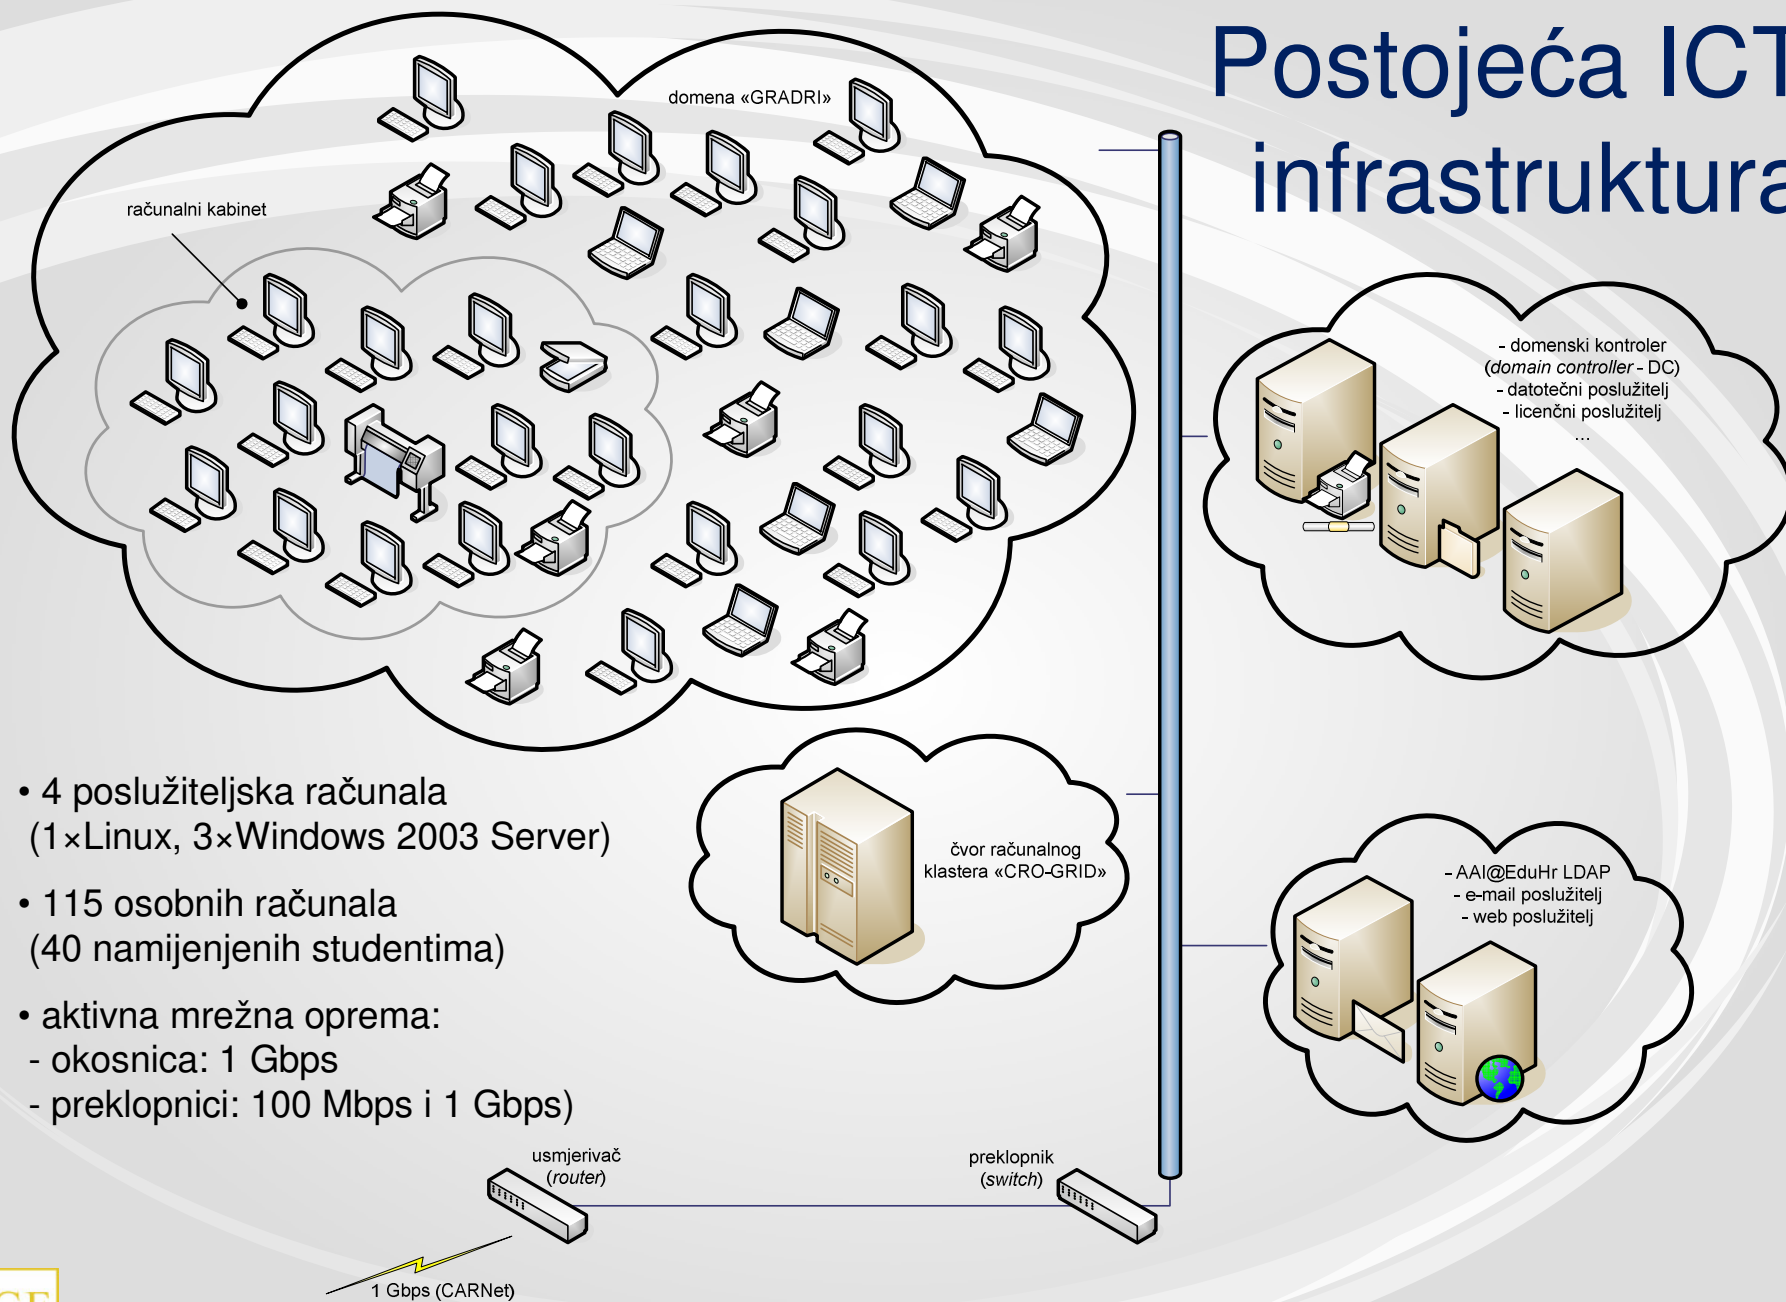 Postojeća ICT
infrastruktura
domena «GRADRI»
računalni kabinet
- domenski kontroler
(domain controller - DC)
- datotečni poslužitelj
- licenčni poslužitelj
...
• 4 poslužiteljska računala
(1×Linux, 3×Windows 2003 Server)
• 115 osobnih računala
(40 namijenjenih studentima)
• aktivna mrežna oprema:
- okosnica: 1 Gbps
- preklopnici: 100 Mbps i 1 Gbps)
čvor računalnog
klastera «CRO-GRID»
- AAI@EduHr LDAP
- e-mail poslužitelj
- web poslužitelj
usmjerivač
(router)
preklopnik
(switch)
1 Gbps (CARNet)